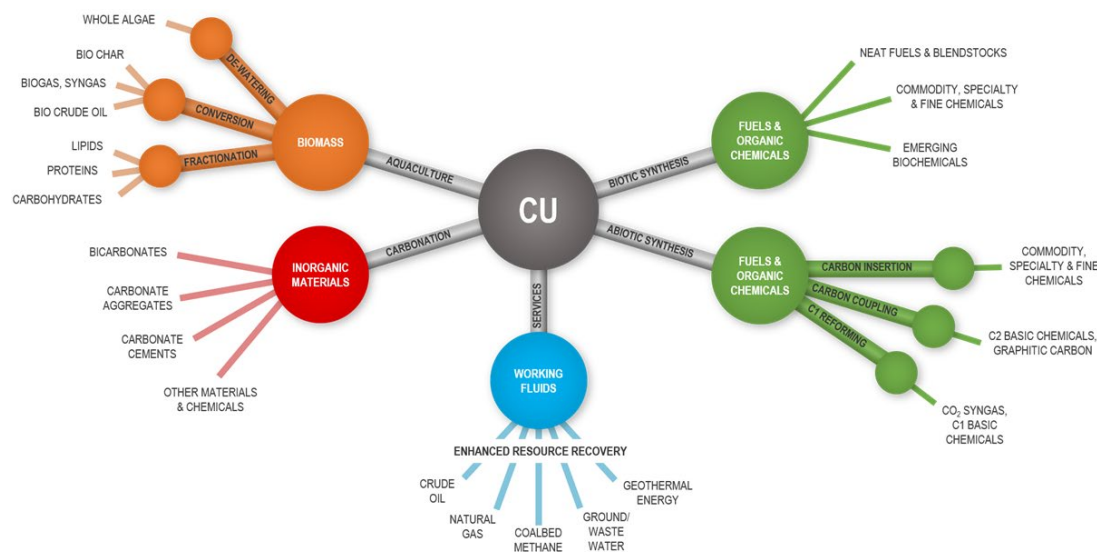 WHOLE ALGAE
BIO CHAR
BIOGAS, SYNGAS
BIO CRUDE OIL
LIPIDS
PROTEINS
CARBOHYDRATES
DE-WATERING
CONVERSION
FRACTIONATION
BIOMASS
AQUACULTURE
CU
BIOTIC SYNTHESIS
FUELS &
ORGANIC
CHEMICALS
NEAT FUELS & BLENDSTOCKS
COMMODITY, SPECIALTY
& FINE CHEMICALS
EMERGING
BIOCHEMICALS
BICARBONATES
CARBONATE
AGGREGATES
CARBONATE
CEMENTS
OTHER MATERIALS
& CHEMICALS
INORGANIC
MATERIALS
CARBONATION
ABIOTIC SYNTHESIS
FUELS &
ORGANIC
CHEMICALS
CARBON INSERTION
CARBON COUPLING
C1 REFORMING
COMMODITY,
SPECIALTY & FINE
CHEMICALS
C2 BASIC CHEMICALS,
GRAPHITIC CARBON
CO₂ SYNGAS,
C1 BASIC
CHEMICALS
SERVICES
WORKING
FLUIDS
ENHANCED RESOURCE RECOVERY
CRUDE
OIL
NATURAL
GAS
COALBED
METHANE
GROUND/
WASTE
WATER
GEOTHERMAL
ENERGY